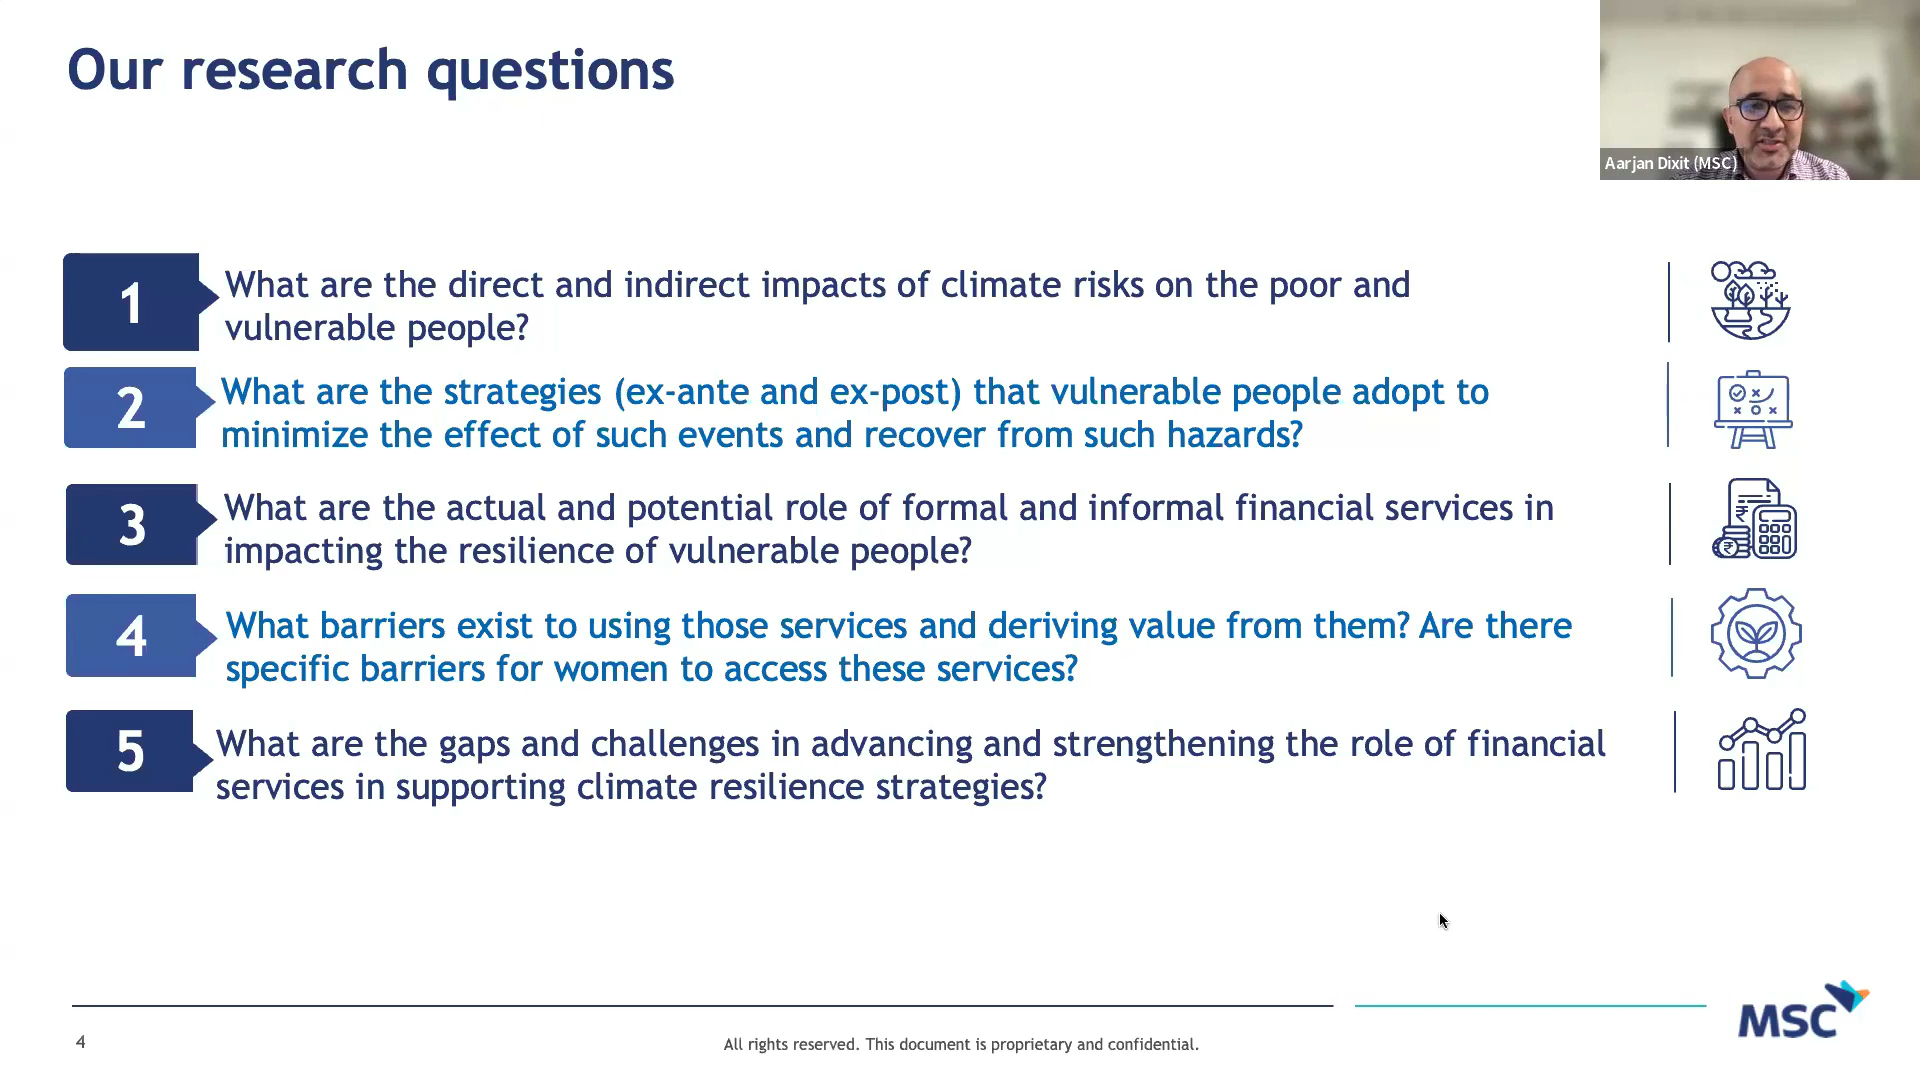 Our research questions
Aarjan Dixit (MSC)
1
What are the direct and indirect impacts of climate risks on the poor and
vulnerable people?
2
What are the strategies (ex-ante and ex-post) that vulnerable people adopt to
minimize the effect of such events and recover from such hazards?
3
What are the actual and potential role of formal and informal financial services in
impacting the resilience of vulnerable people?
4
What barriers exist to using those services and deriving value from them? Are there
specific barriers for women to access these services?
5
What are the gaps and challenges in advancing and strengthening the role of financial
services in supporting climate resilience strategies?
4
All rights reserved. This document is proprietary and confidential.
MSC